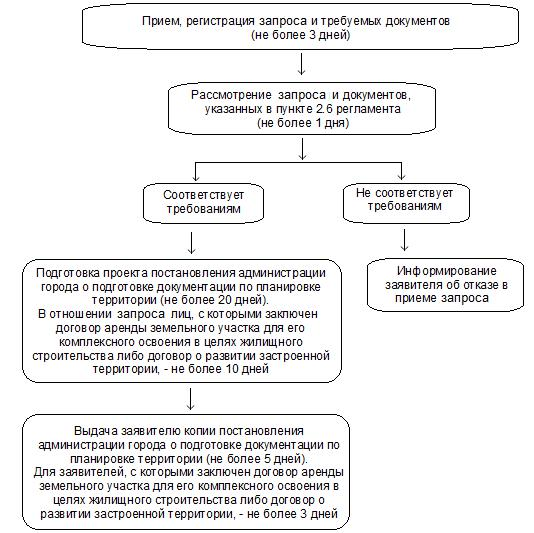 Прием, регистрация запроса и требуемых документов
(не более 3 дней)
Рассмотрение запроса и документов,
указанных в пункте 2.6 регламента
(не более 1 дня)
Соответствует
требованиям
Не соответствует
требованиям
Подготовка проекта постановления администрации
города о подготовке документации по планировке
территории (не более 20 дней).
В отношении запроса лиц, с которыми заключен
договор аренды земельного участка для его
комплексного освоения в целях жилищного
строительства либо договор о развитии застроенной
территории, - не более 10 дней
Информирование
заявителя об отказе в
приеме запроса
Выдача заявителю копии постановления
администрации города о подготовке документации по
планировке территории (не более 5 дней).
Для заявителей, с которыми заключен договор аренды
земельного участка для его комплексного освоения в
целях жилищного строительства либо договор о
развитии застроенной территории, - не более 3 дней